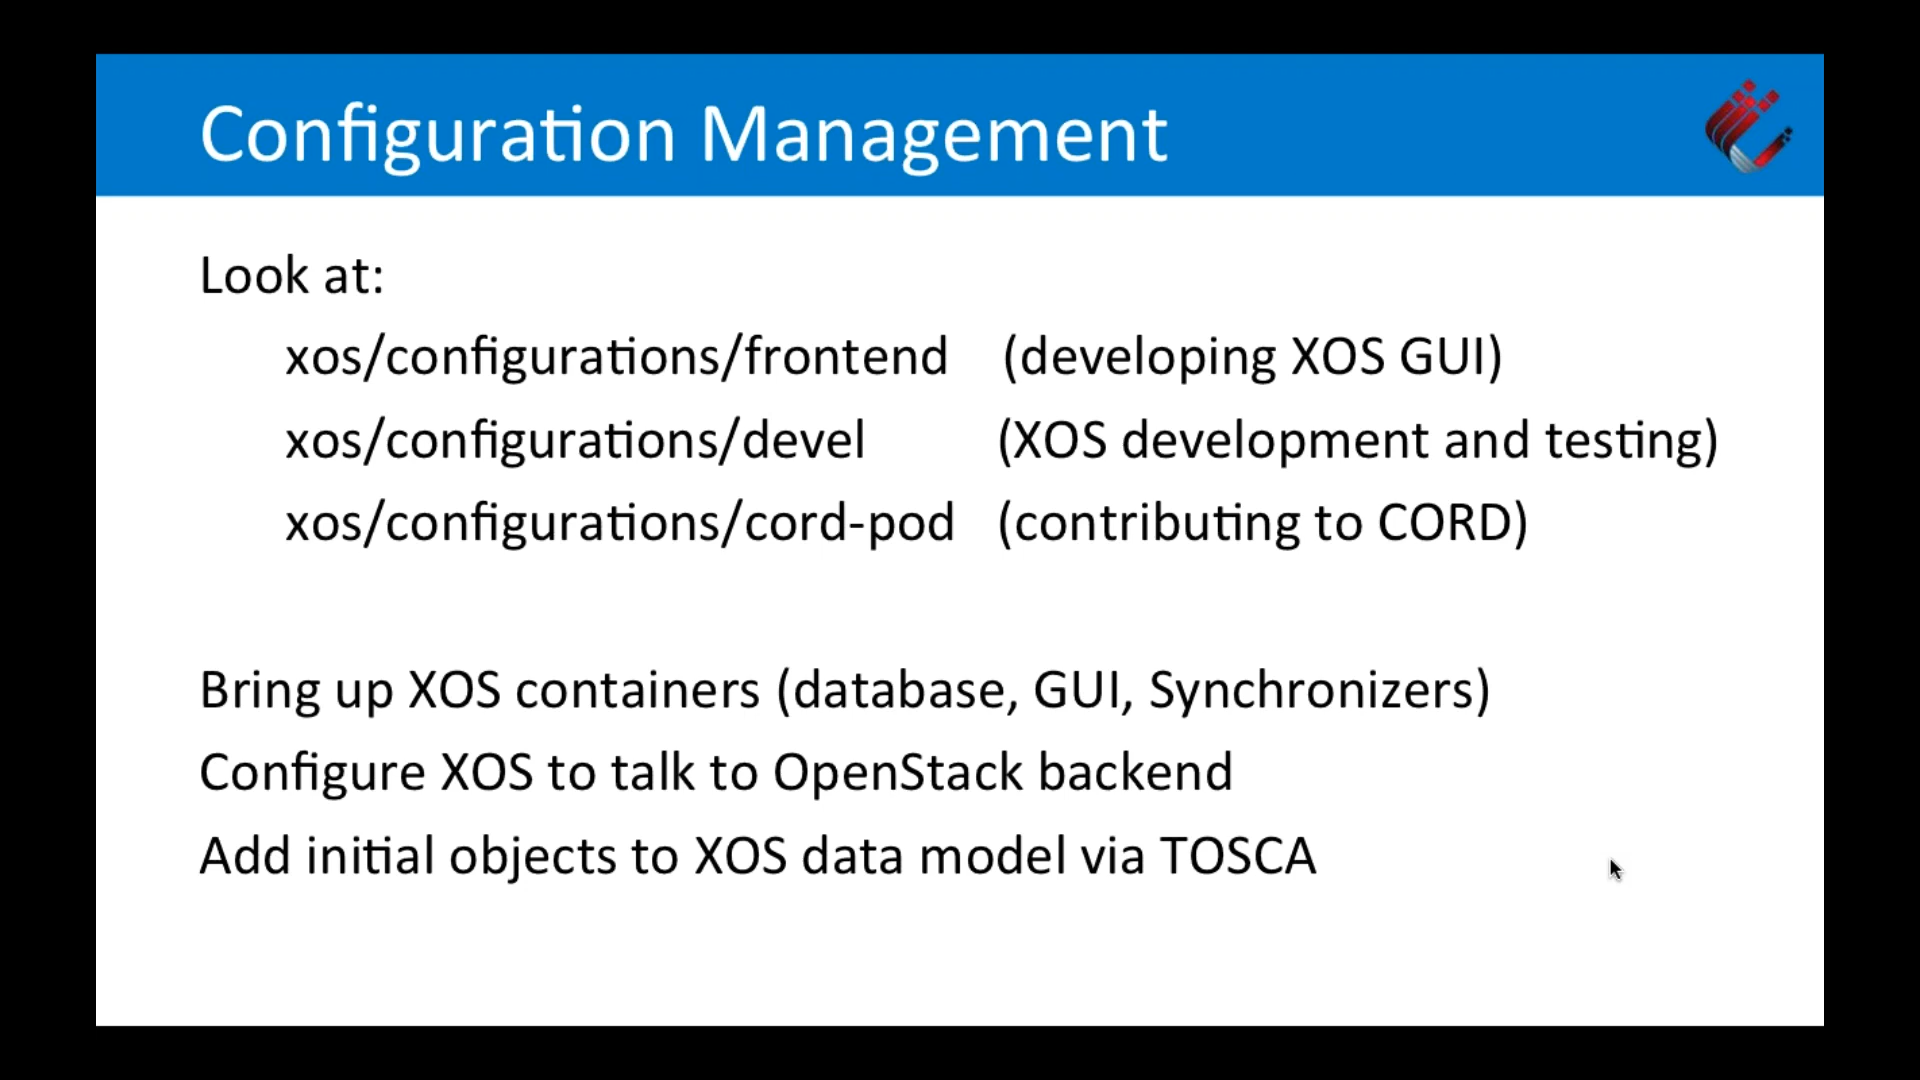 Configuration Management
Look at:
xos/configurations/frontend (developing XOS GUI)
xos/configurations/devel (XOS development and testing)
xos/configurations/cord-pod (contributing to CORD)
Bring up XOS containers (database, GUI, Synchronizers)
Configure XOS to talk to OpenStack backend
Add initial objects to XOS data model via TOSCA